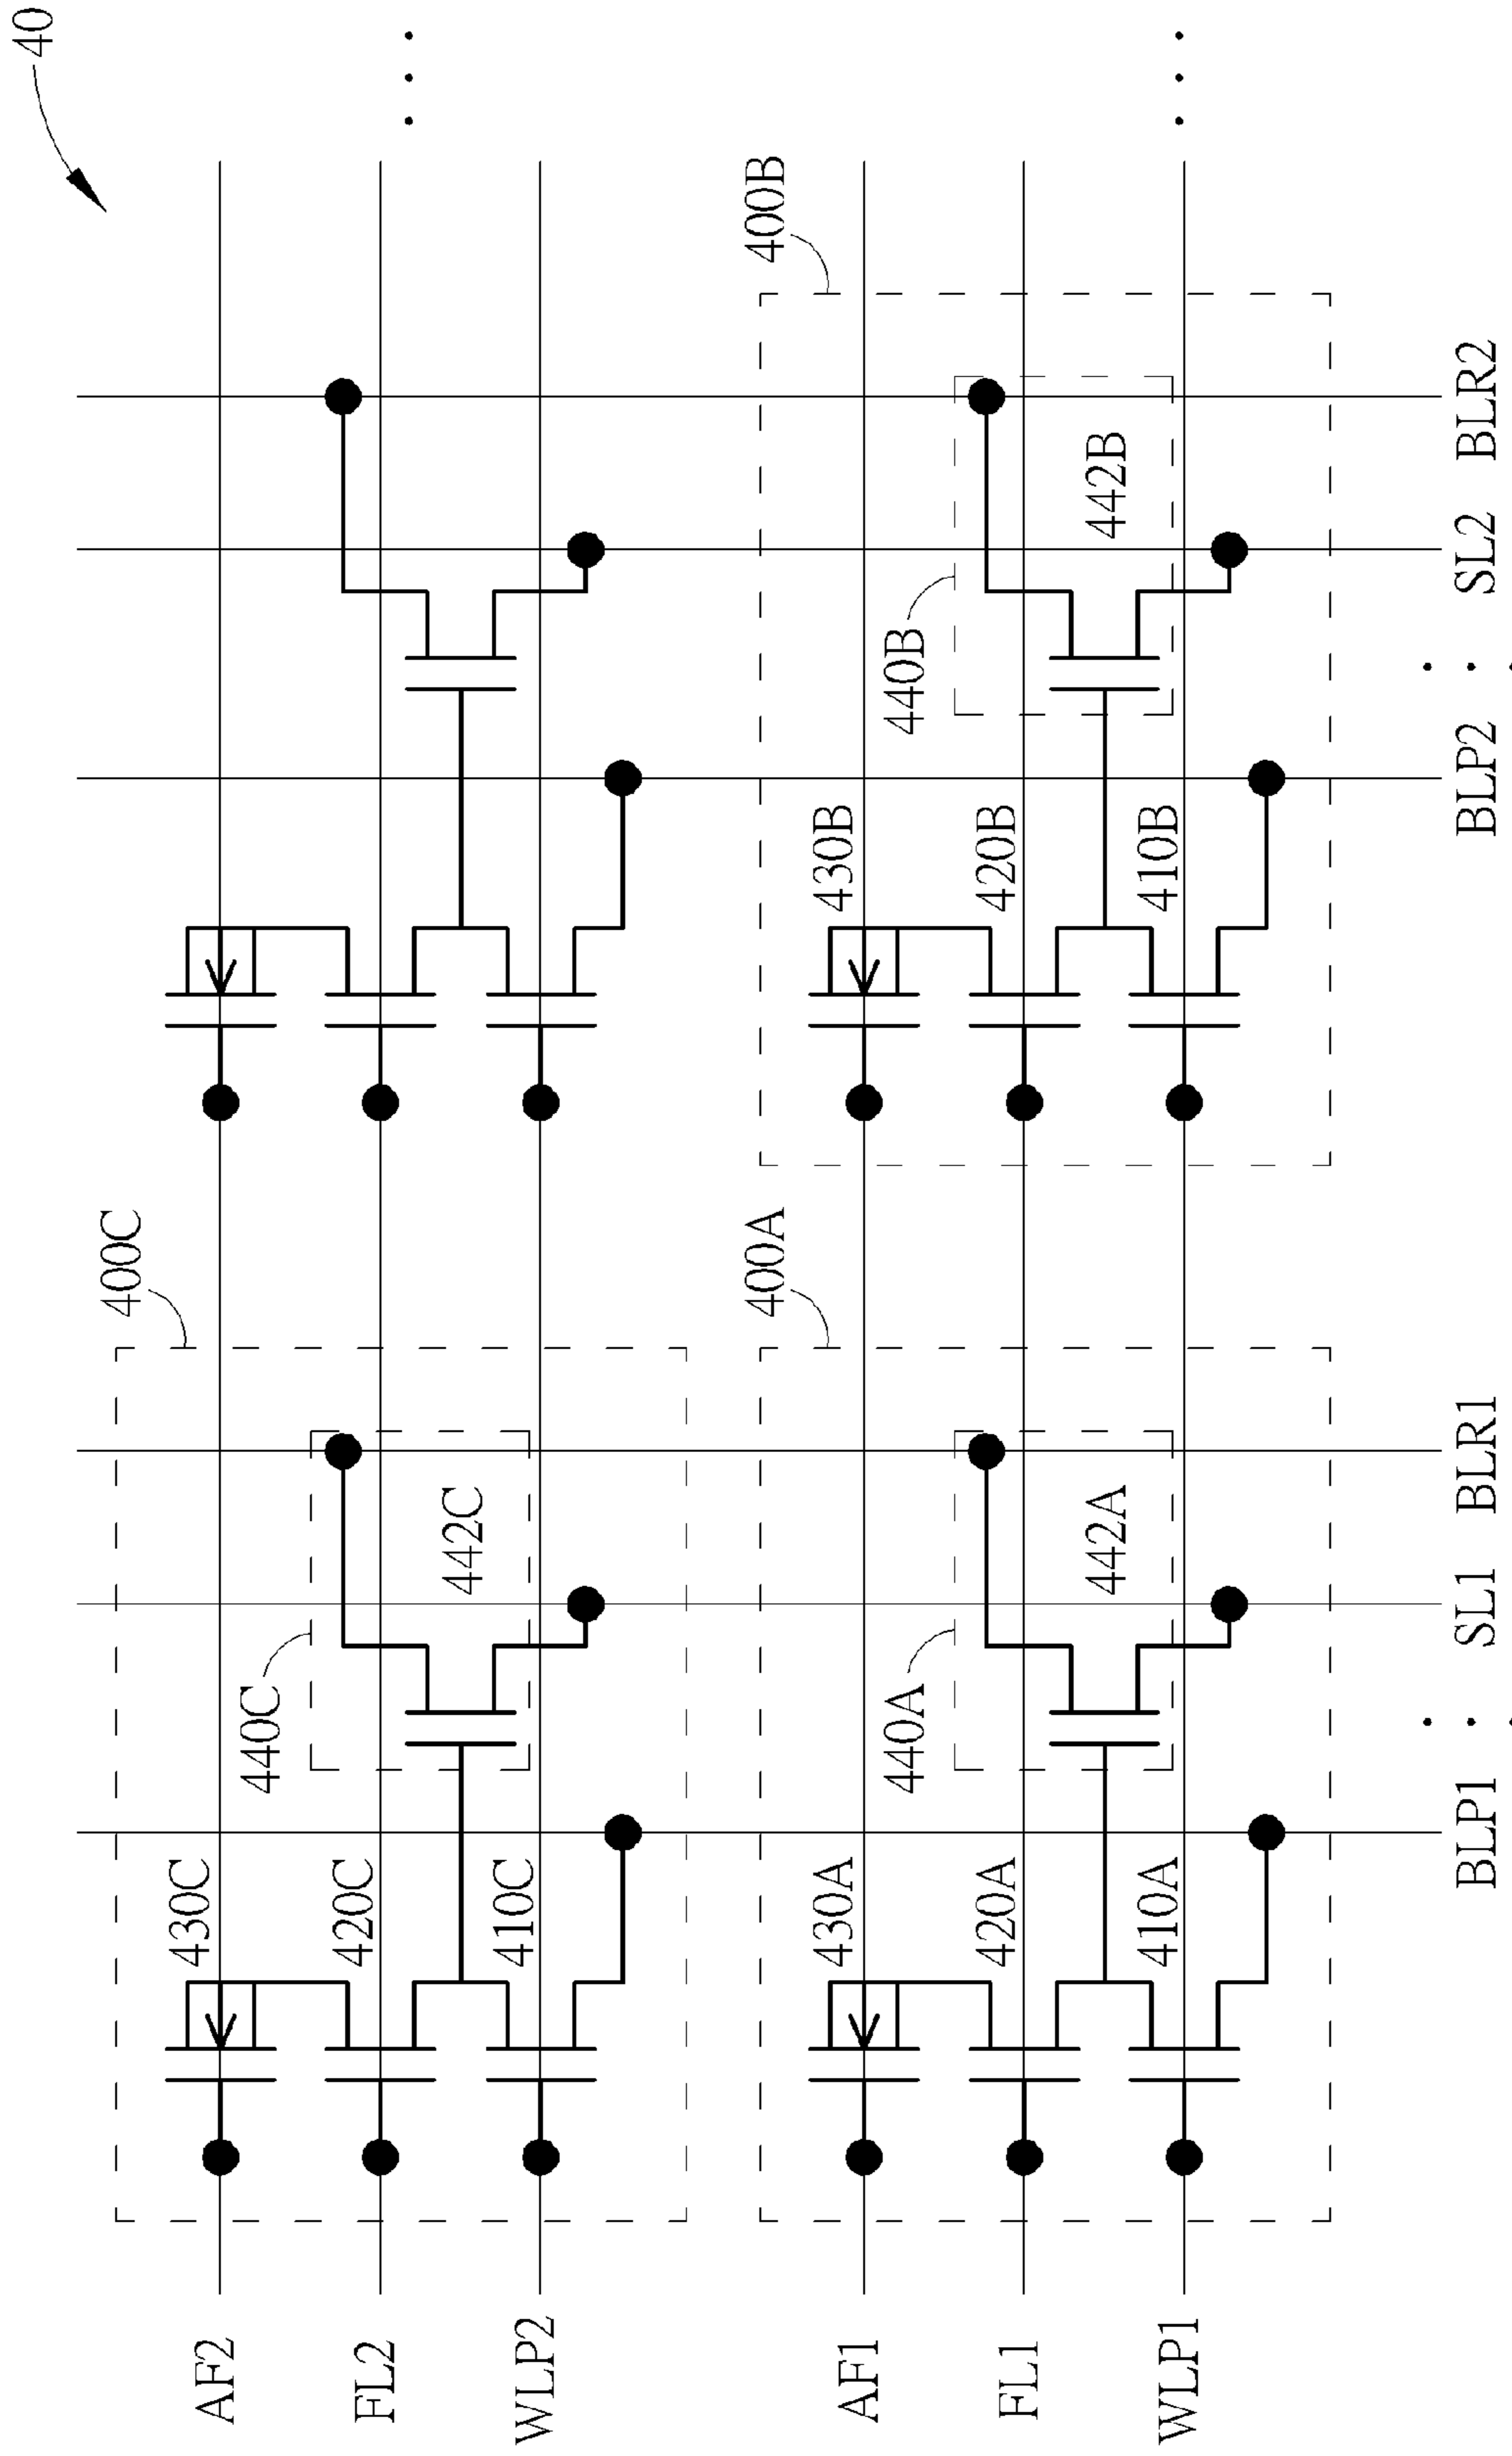 40
400C
430C
AF2
440C
420C
FL2
442C
410C
WLP2
400A 400B
430A 430B
AF1
440A 440B
420A 420B
FL1
442A 442B
410A 410B
WLP1
BLP1 SL1 BLR1 BLP2 SL2 BLR2